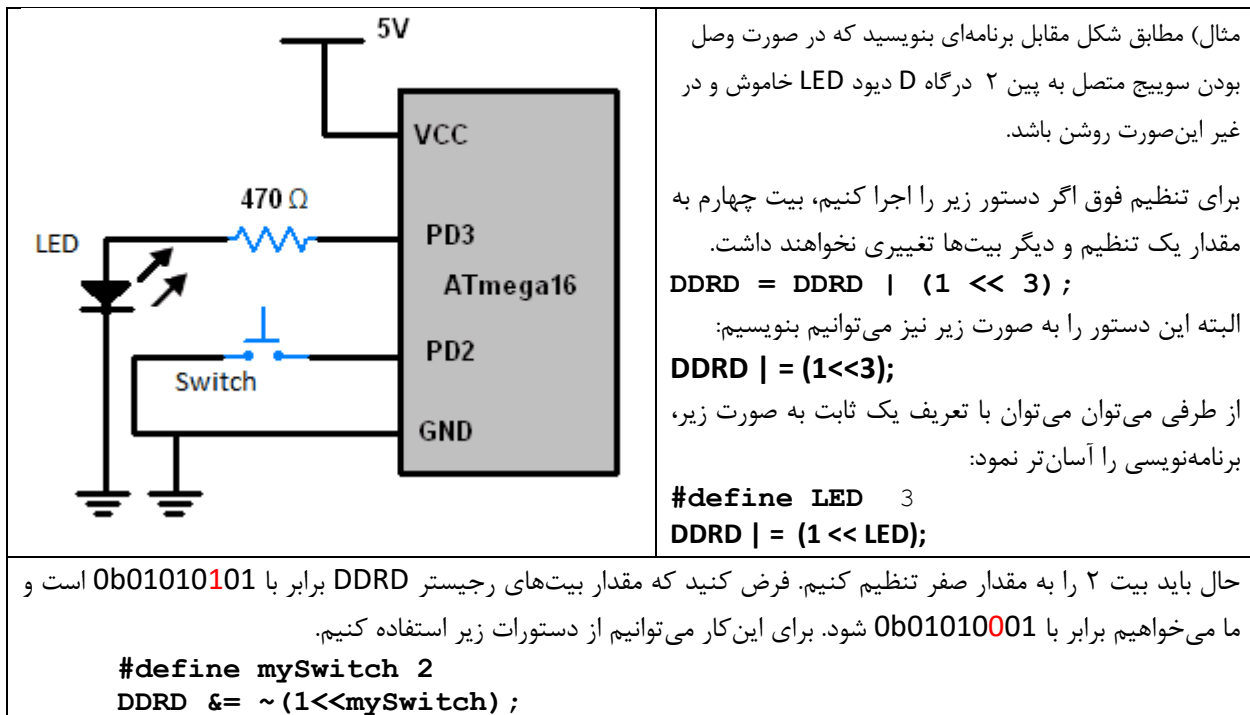 5V
VCC
470 Ω
LED
PD3
ATmega16
PD2
Switch
GND
مثال) مطابق شکل مقابل برنامه‌ای بنویسید که در صورت وصل
بودن سوییج متصل به پین ۲ درگاه D دیود LED خاموش و در
غیر این‌صورت روشن باشد.
برای تنظیم فوق اگر دستور زیر را اجرا کنیم، بیت چهارم به
مقدار یک تنظیم و دیگر بیت‌ها تغییری نخواهند داشت.
DDRD = DDRD | (1 << 3);
البته این دستور را به صورت زیر نیز می‌توانیم بنویسیم:
DDRD | = (1<<3);
از طرفی می‌توان می‌توان با تعریف یک ثابت به صورت زیر،
برنامه‌نویسی را آسان‌تر نمود:
#define LED 3
DDRD | = (1 << LED);
حال باید بیت ۲ را به مقدار صفر تنظیم کنیم. فرض کنید که مقدار بیت‌های رجیستر DDRD برابر با 0b01010101 است و
ما می‌خواهیم برابر با 0b01010001 شود. برای این‌کار می‌توانیم از دستورات زیر استفاده کنیم.
#define mySwitch 2
DDRD &= ~(1<<mySwitch);